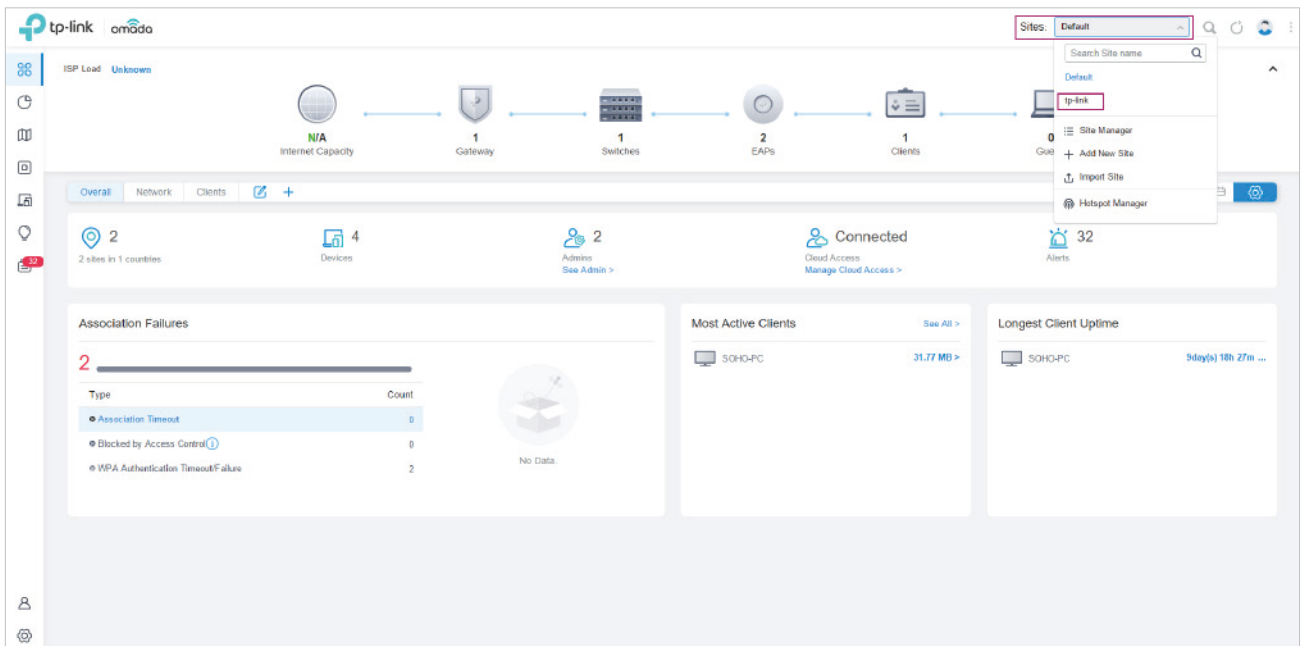 tp-link omada
Sites: Default
Search Site name
Default
tp-link
Site Manager
Add New Site
Import Site
Hotspot Manager
ISP Load Unknown
N/A
Internet Capacity
1
Gateway
1
Switches
2
EAPs
1
Clients
0
Gue
Overall Network Clients
32
2
2 sites in 1 countries
4
Devices
2
Admins
See Admin >
Connected
Cloud Access
Manage Cloud Access >
32
Alerts
Association Failures
2
Type Count
Association Timeout 0
Blocked by Access Control 0
WPA Authentication Timeout/Failure 2
No Data.
Most Active Clients See All >
SOHO-PC 31.77 MB >
Longest Client Uptime
SOHO-PC 9day(s) 18h 27m ...